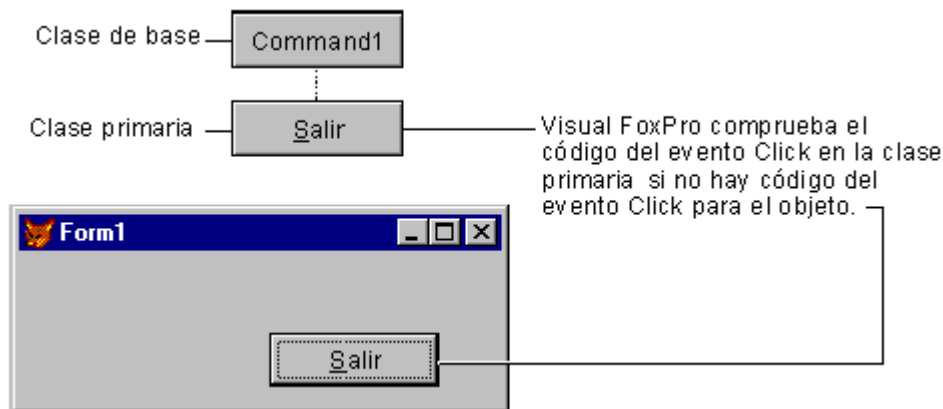 Clase de base
Command1
Clase primaria
Salir
Visual FoxPro comprueba el
código del evento Click en la clase
primaria si no hay código del
evento Click para el objeto.
Form1
Salir